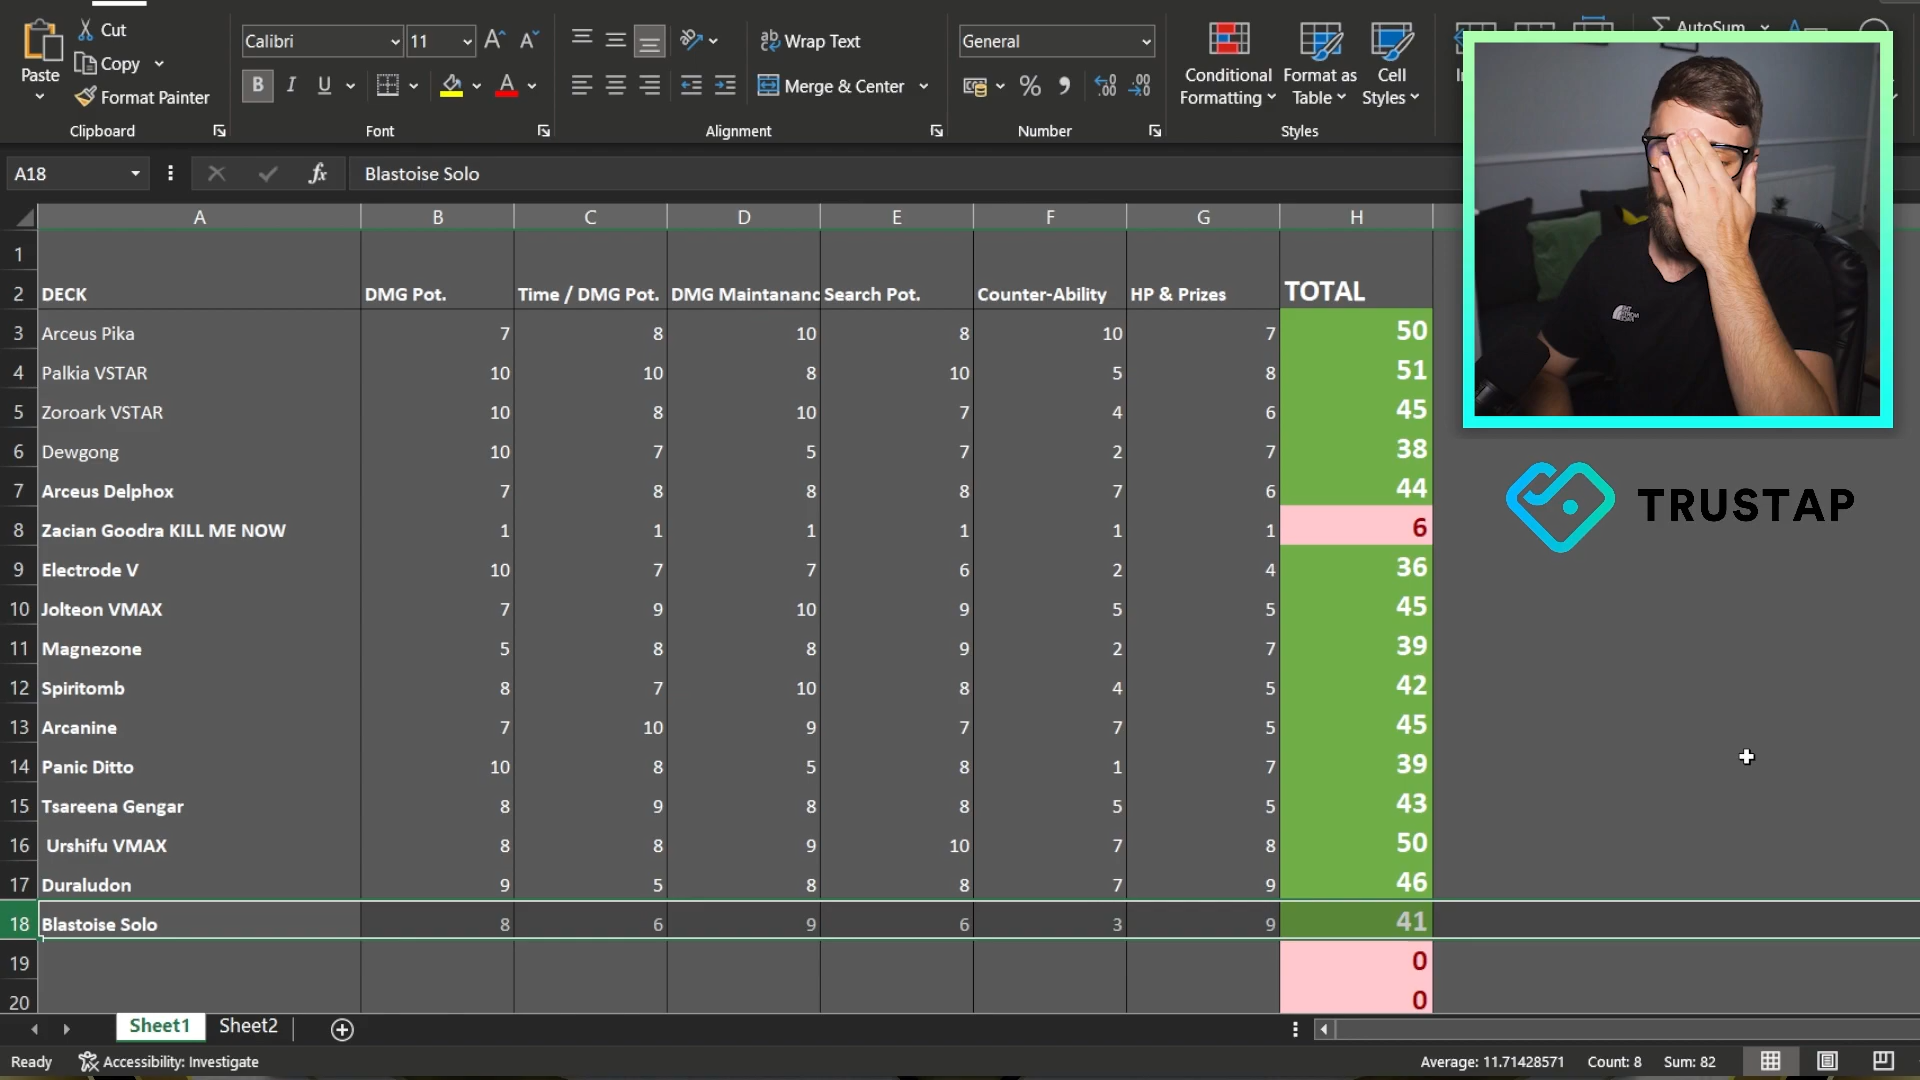 Cut
Copy
Format Painter
Paste
Clipboard
Calibri
11
B I U
Font
Wrap Text
Merge & Center
Alignment
General
Number
Conditional Formatting
Format as Table
Cell Styles
Styles
AutoSum
A18
fx
Blastoise Solo
A B C D E F G H
1
2 DECK DMG Pot. Time / DMG Pot. DMG Maintananc Search Pot. Counter-Ability HP & Prizes TOTAL
3 Arceus Pika 7 8 10 8 10 7 50
4 Palkia VSTAR 10 10 8 10 5 8 51
5 Zoroark VSTAR 10 8 10 7 4 6 45
6 Dewgong 10 7 5 7 2 7 38
7 Arceus Delphox 7 8 8 8 7 6 44
8 Zacian Goodra KILL ME NOW 1 1 1 1 1 1 6
9 Electrode V 10 7 7 6 2 4 36
10 Jolteon VMAX 7 9 10 9 5 5 45
11 Magnezone 5 8 8 9 2 7 39
12 Spiritomb 8 7 10 8 4 5 42
13 Arcanine 7 10 9 7 7 5 45
14 Panic Ditto 10 8 5 8 1 7 39
15 Tsareena Gengar 8 9 8 8 5 5 43
16 Urshifu VMAX 8 8 9 10 7 8 50
17 Duraludon 9 5 8 8 7 9 46
18 Blastoise Solo 8 6 9 6 3 9 41
19 0
20 0
THE NORTH FACE
TRUSTAP
Sheet1 Sheet2
Ready
Accessibility: Investigate
Average: 11.71428571 Count: 8 Sum: 82